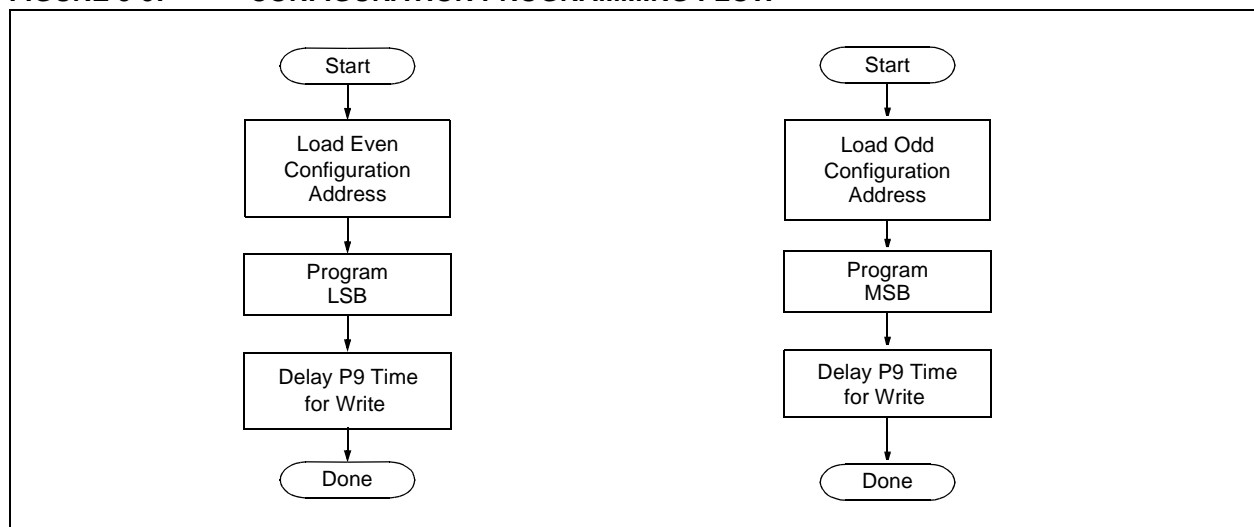 Start
Load Even
Configuration
Address
Program
LSB
Delay P9 Time
for Write
Done
Start
Load Odd
Configuration
Address
Program
MSB
Delay P9 Time
for Write
Done